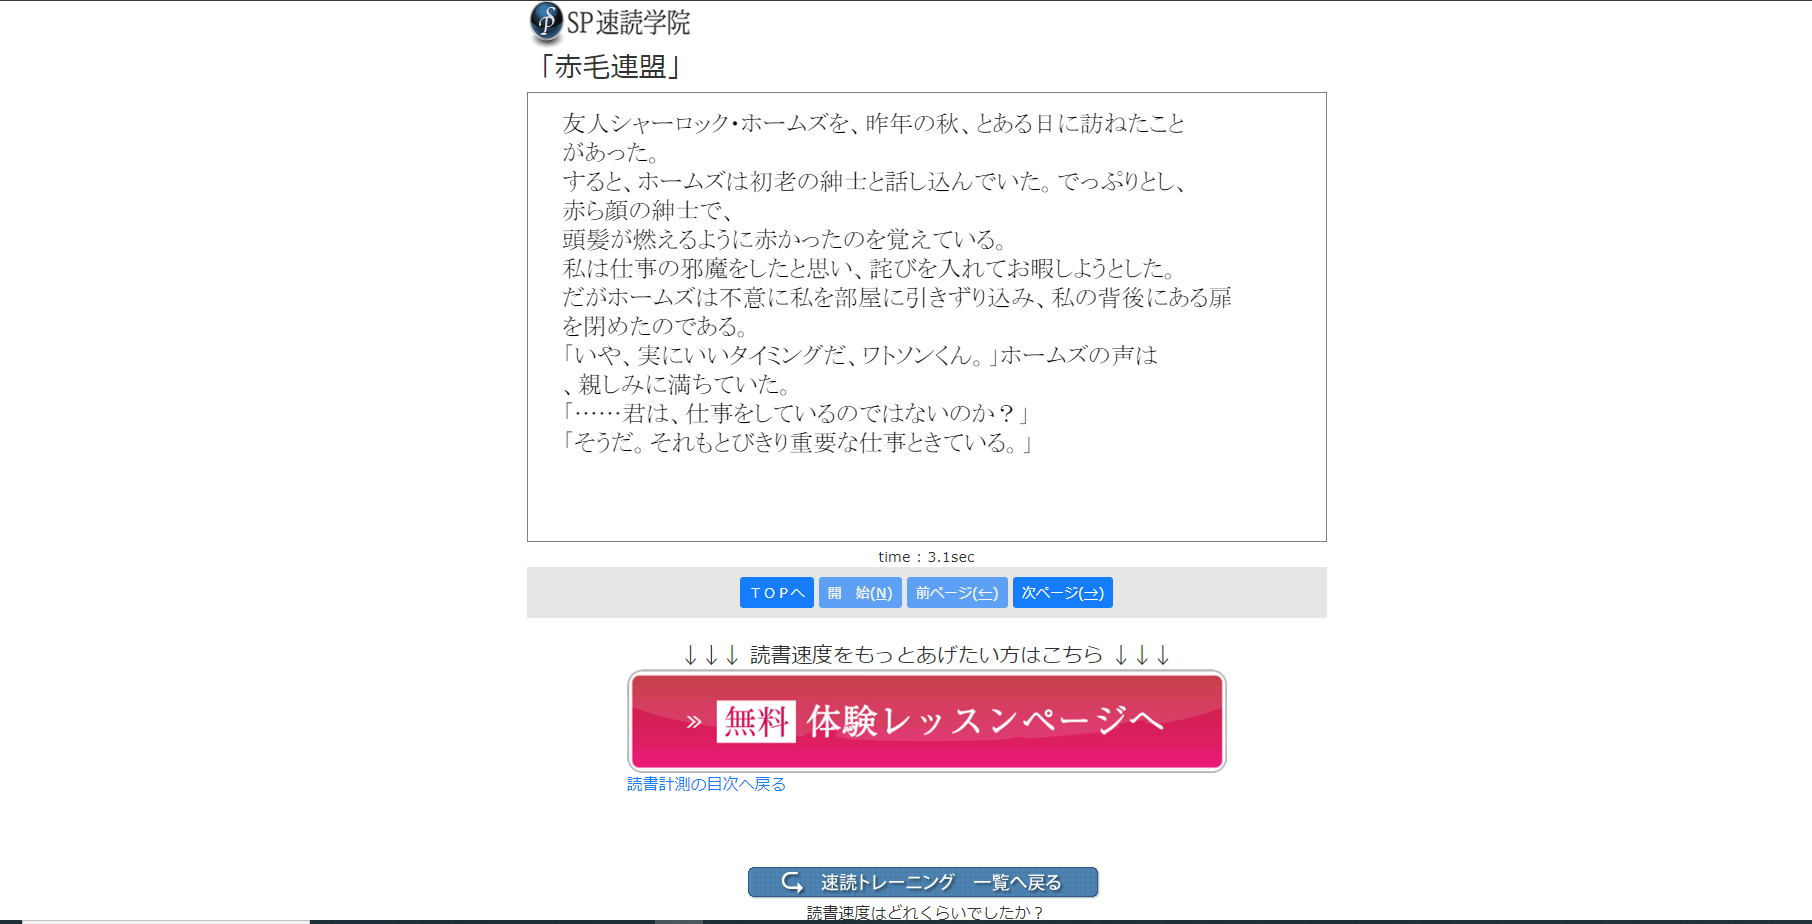 SP速読学院
「赤毛連盟」
友人シャーロック・ホームズを、昨年の秋、とある日に訪ねたこと
があった。
すると、ホームズは初老の紳士と話し込んでいた。でっぷりとし、
赤ら顔の紳士で、
頭髪が燃えるように赤かったのを覚えている。
私は仕事の邪魔をしたと思い、詫びを入れてお暇しようとした。
だがホームズは不意に私を部屋に引きずり込み、私の背後にある扉
を閉めたのである。
「いや、実にいいタイミングだ、ワトソンくん。」ホームズの声は
、親しみに満ちていた。
「……君は、仕事をしているのではないのか？」
「そうだ。それもとびきり重要な仕事ときている。」
time : 3.1sec
ＴＯＰへ 開　始(N) 前ページ(←) 次ページ(→)
↓↓↓ 読書速度をもっとあげたい方はこちら ↓↓↓
» 無料 体験レッスンページへ
読書計測の目次へ戻る
速読トレーニング　一覧へ戻る
読書速度はどれくらいでしたか？